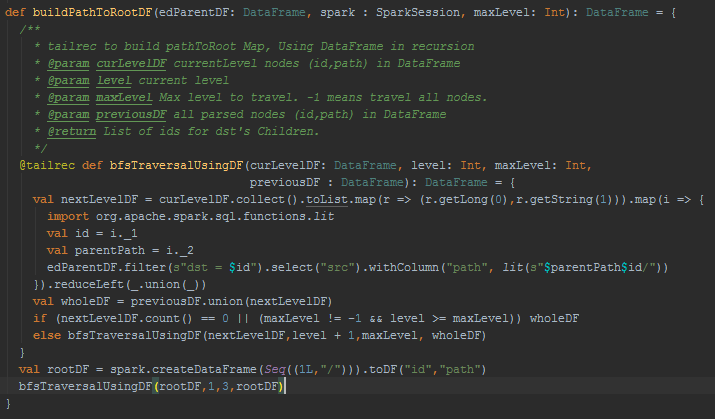 def buildPathToRootDF(edParentDF: DataFrame, spark : SparkSession, maxLevel: Int): DataFrame = {
/**
* tailrec to build pathToRoot Map, Using DataFrame in recursion
* @param curLevelDF currentLevel nodes (id,path) in DataFrame
* @param level current level
* @param maxLevel Max level to travel. -1 means travel all nodes.
* @param previousDF all parsed nodes (id,path) in DataFrame
* @return List of ids for dst's Children.
*/
@tailrec def bfsTraversalUsingDF(curLevelDF: DataFrame, level: Int, maxLevel: Int,
previousDF : DataFrame): DataFrame = {
val nextLevelDF = curLevelDF.collect().toList.map(r => (r.getLong(0),r.getString(1))).map(i => {
import org.apache.spark.sql.functions.lit
val id = i._1
val parentPath = i._2
edParentDF.filter(s"dst = $id").select("src").withColumn("path", lit(s"$parentPath$id/"))
}).reduceLeft(_.union(_))
val wholeDF = previousDF.union(nextLevelDF)
if (nextLevelDF.count() == 0 || (maxLevel != -1 && level >= maxLevel)) wholeDF
else bfsTraversalUsingDF(nextLevelDF,level + 1,maxLevel, wholeDF)
}
val rootDF = spark.createDataFrame(Seq((1L,"/"))).toDF("id","path")
bfsTraversalUsingDF(rootDF,1,3,rootDF)
}